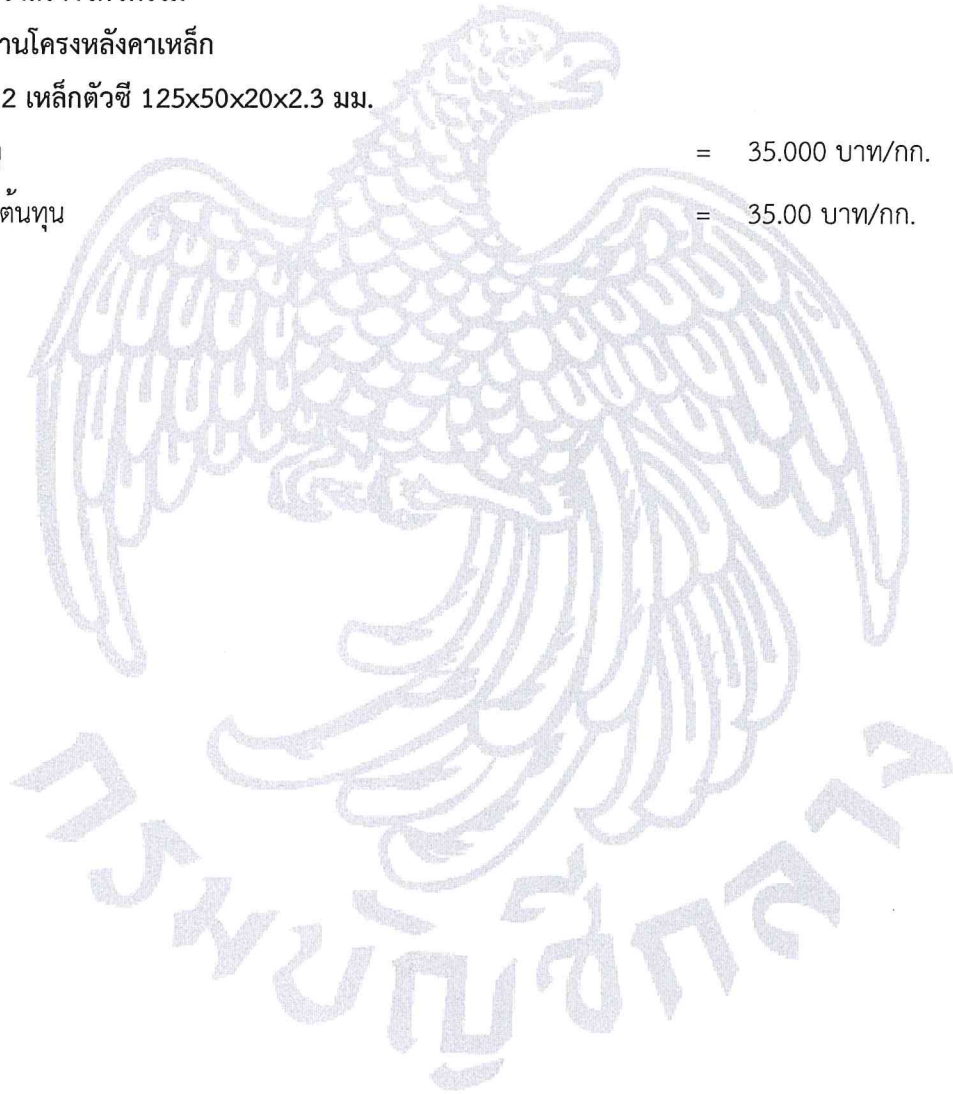 านโครงหลังคาเหล็ก
2 เหล็กตัวซี 125x50x20x2.3 มม.
= 35.000 บาท/กก.
ต้นทุน = 35.00 บาท/กก.
กรมบัญชีกลาง